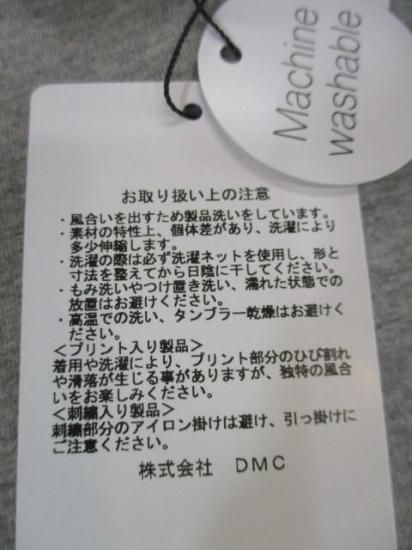 Machine
washable
お取り扱い上の注意
・風合いを出すため製品洗いをしています。
・素材の特性上、個体差があり、洗濯により
多少伸縮します。
・洗濯の際は必ず洗濯ネットを使用し、形と
寸法を整えてから日陰に干してください。
・もみ洗いやつけ置き洗い、濡れた状態での
放置はお避けください。
・高温での洗い、タンブラー乾燥はお避けく
ださい。
＜プリント入り製品＞
着用や洗濯により、プリント部分のひび割れ
や滑落が生じる事がありますが、独特の風合
いをお楽しみください。
＜刺繍入り製品＞
刺繍部分のアイロン掛けは避け、引っ掛けに
ご注意ください。
株式会社 DMC